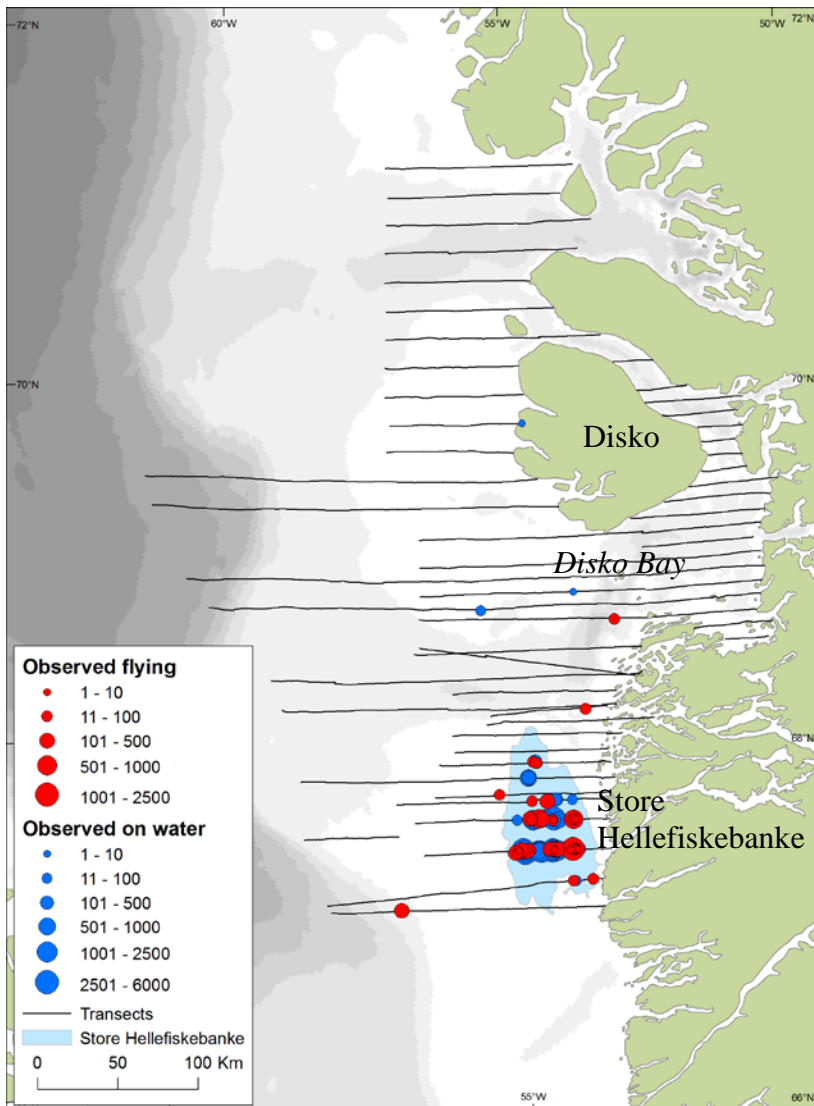 72°N
60°W
55°W
50°W
72°N
70°N
70°N
Disko
Disko Bay
68°N
Store
Hellefiskebanke
Observed flying
1 - 10
11 - 100
101 - 500
501 - 1000
1001 - 2500
Observed on water
1 - 10
11 - 100
101 - 500
501 - 1000
1001 - 2500
2501 - 6000
Transects
Store Hellefiskebanke
0 50 100 Km
55°W
66°N